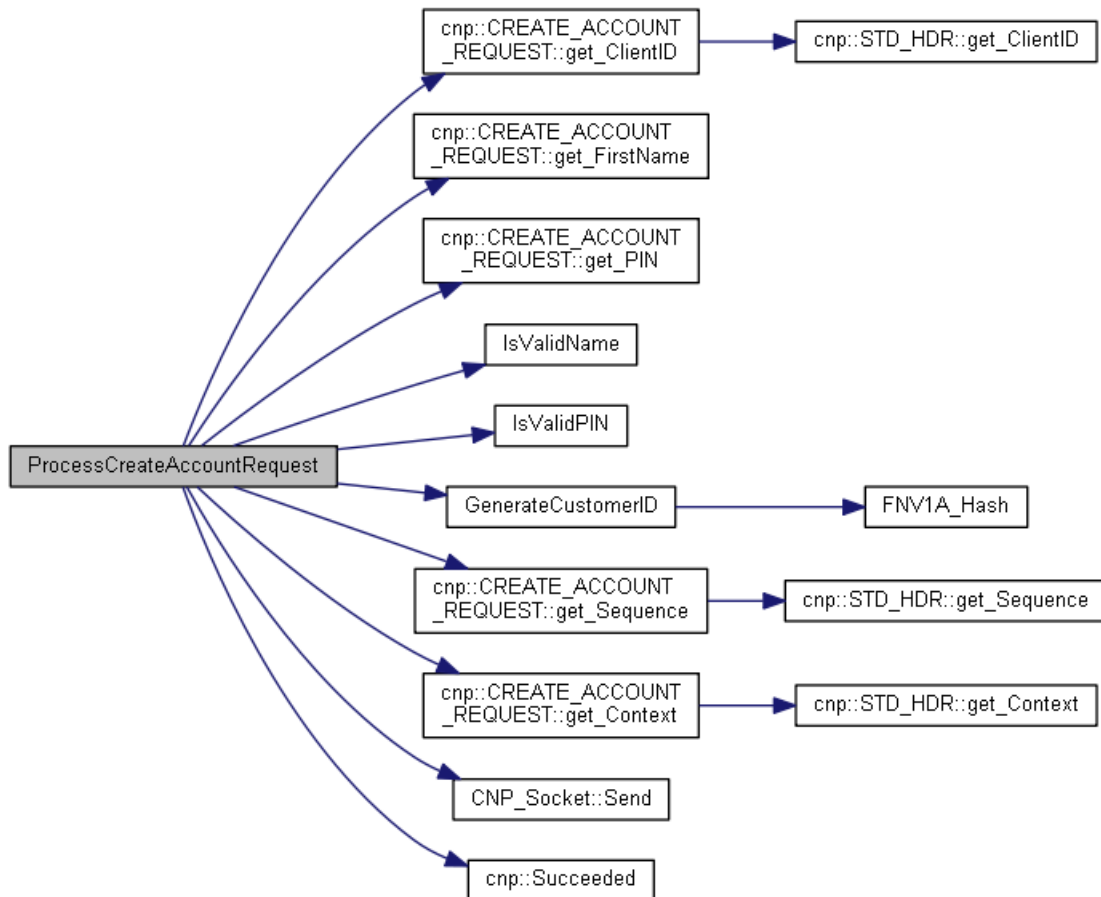 cnp::CREATE_ACCOUNT
_REQUEST::get_ClientID
cnp::STD_HDR::get_ClientID
cnp::CREATE_ACCOUNT
_REQUEST::get_FirstName
cnp::CREATE_ACCOUNT
_REQUEST::get_PIN
IsValidName
IsValidPIN
ProcessCreateAccountRequest
GenerateCustomerID
FNV1A_Hash
cnp::CREATE_ACCOUNT
_REQUEST::get_Sequence
cnp::STD_HDR::get_Sequence
cnp::CREATE_ACCOUNT
_REQUEST::get_Context
cnp::STD_HDR::get_Context
CNP_Socket::Send
cnp::Succeeded